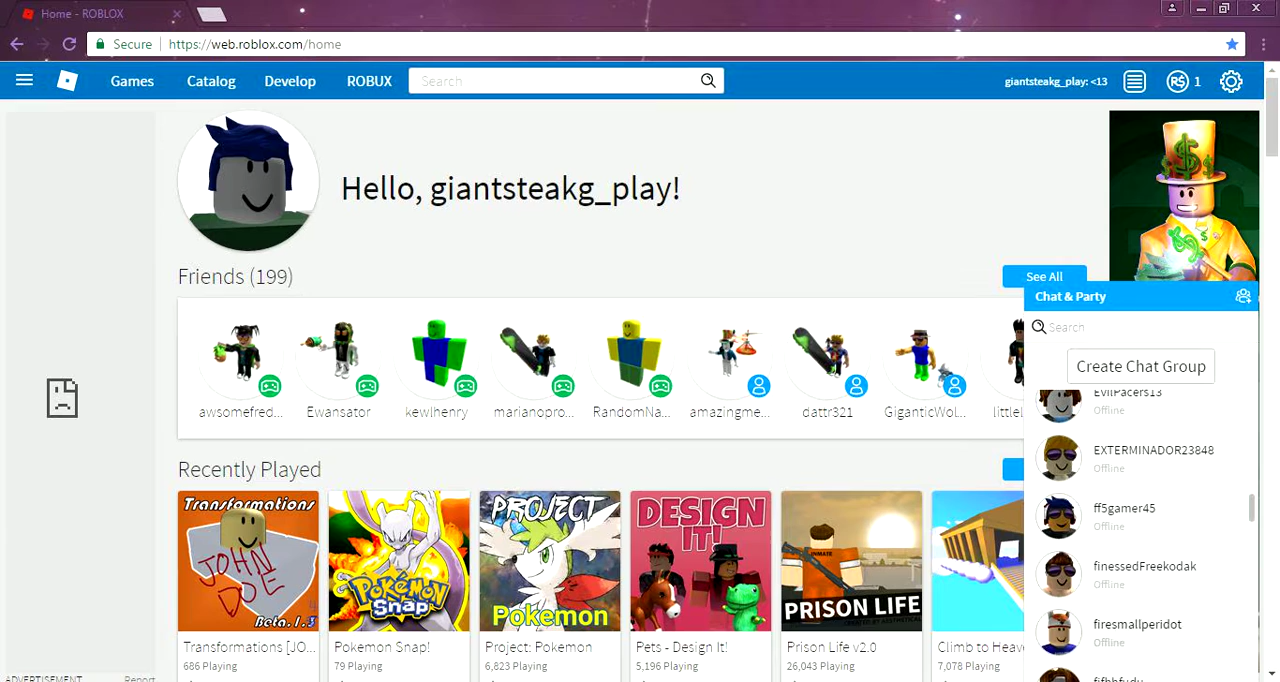 Home - ROBLOX
Secure
https://web.roblox.com/home
Games
Catalog
Develop
ROBUX
Search
giantsteakg_play: <13
R$ 1
Hello, giantsteakg_play!
Friends (199)
See All
awsomefred...
Ewansator
kewlhenry
marianopro...
RandomNa...
amazingme...
dattr321
GiganticWol...
Chat & Party
Search
Create Chat Group
EvilPacers13
Offline
EXTERMINADOR23848
Offline
ff5gamer45
Offline
finessedFreekodak
Offline
firesmallperidot
Offline
Recently Played
Transformations
JOHN
DOE
Beta.1.3
Pokémon
Snap
PROJECT
Pokemon
DESIGN
IT!
INMATE
PRISON LIFE
Transformations [JO...
686 Playing
Pokemon Snap!
79 Playing
Project: Pokemon
6,823 Playing
Pets - Design It!
5,196 Playing
Prison Life v2.0
26,043 Playing
Climb to Heave
7,078 Playing
ADVERTISEMENT
Report